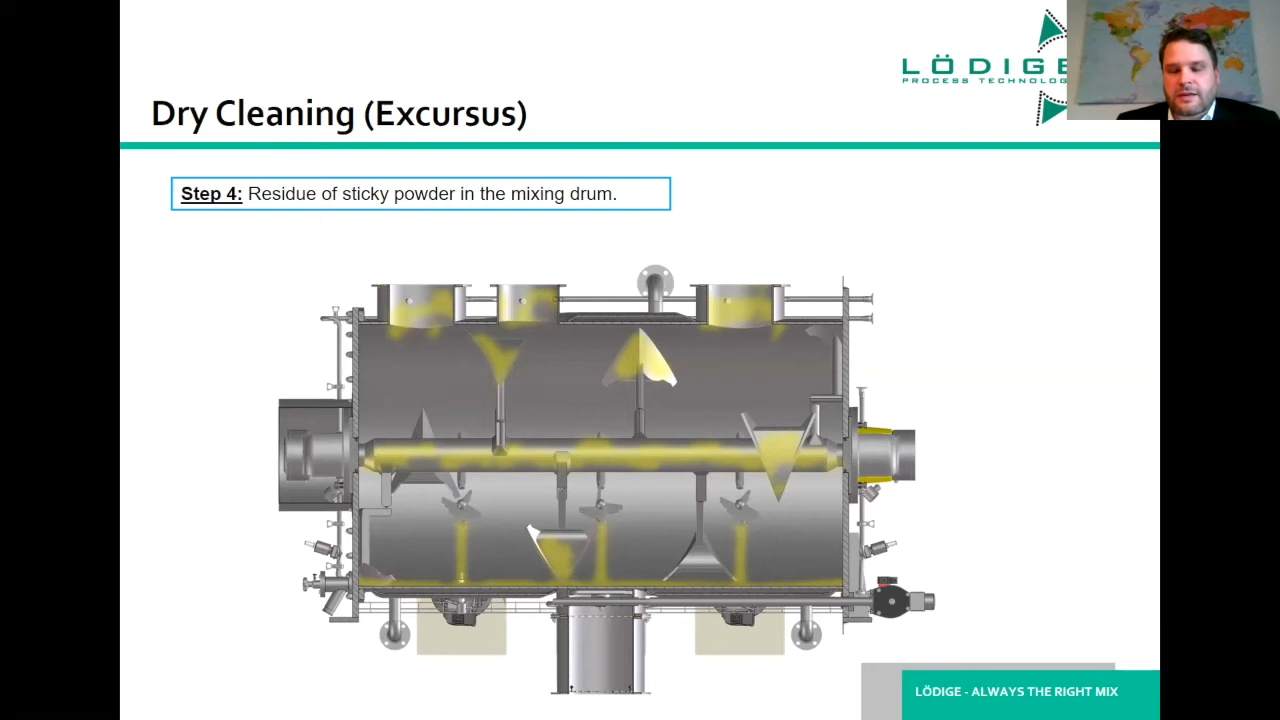 LÖDIGE
PROCESS TECHNOLOG
Dry Cleaning (Excursus)
Step 4: Residue of sticky powder in the mixing drum.
LÖDIGE - ALWAYS THE RIGHT MIX